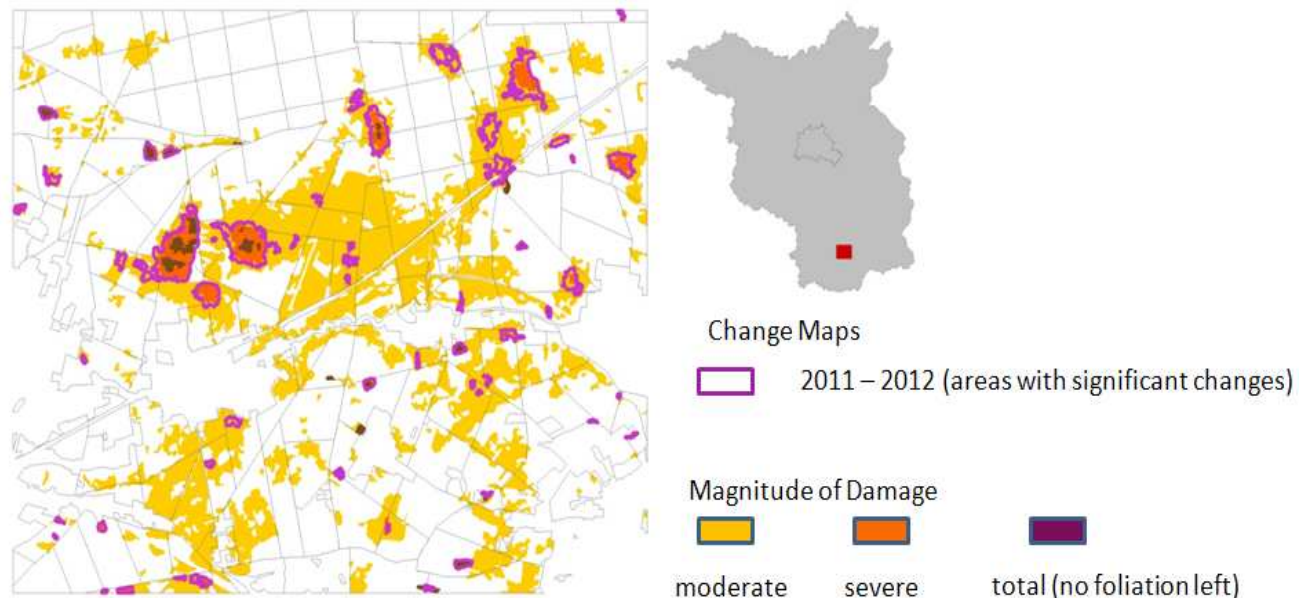 Change Maps
2011 – 2012 (areas with significant changes)
Magnitude of Damage
moderate severe total (no foliation left)